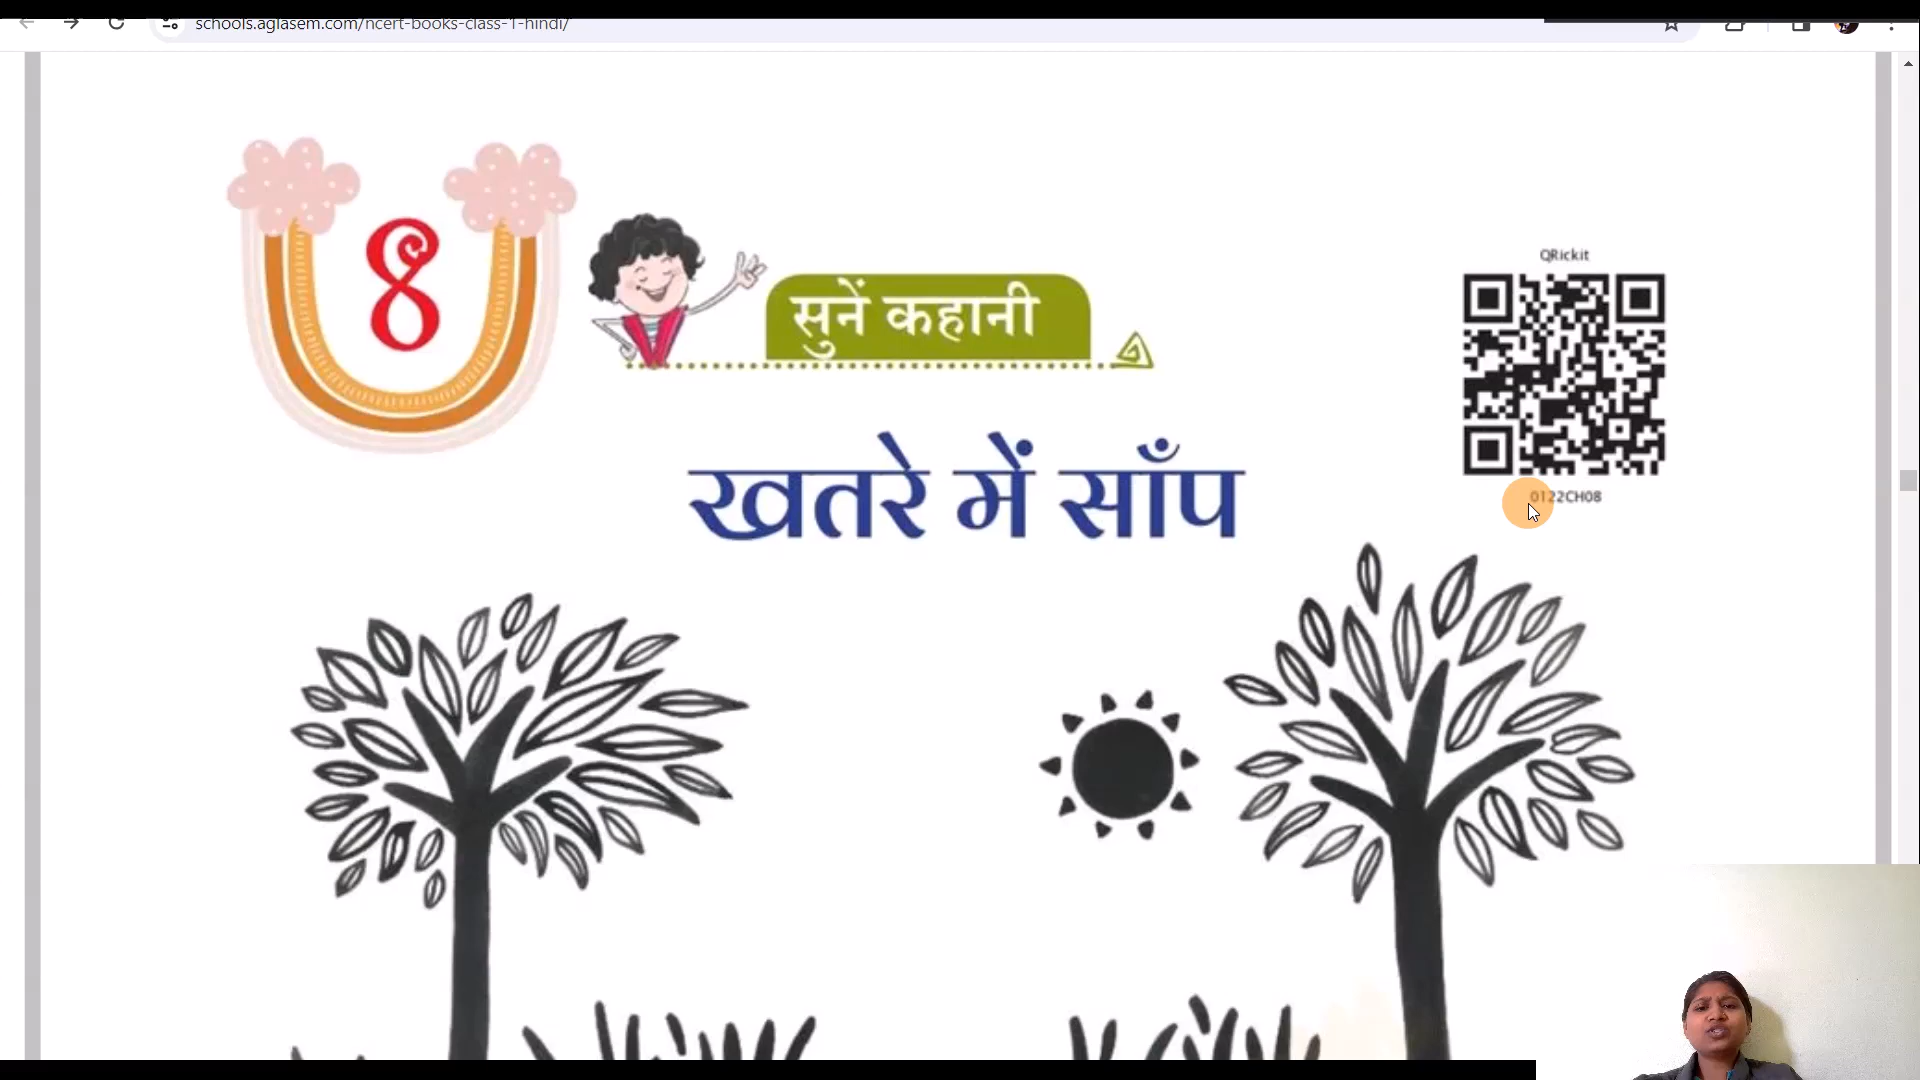 schools.aglasem.com/ncert-books-class-1-hindi/
8
सुनें कहानी
QRickit
खतरे में साँप
0122CH08